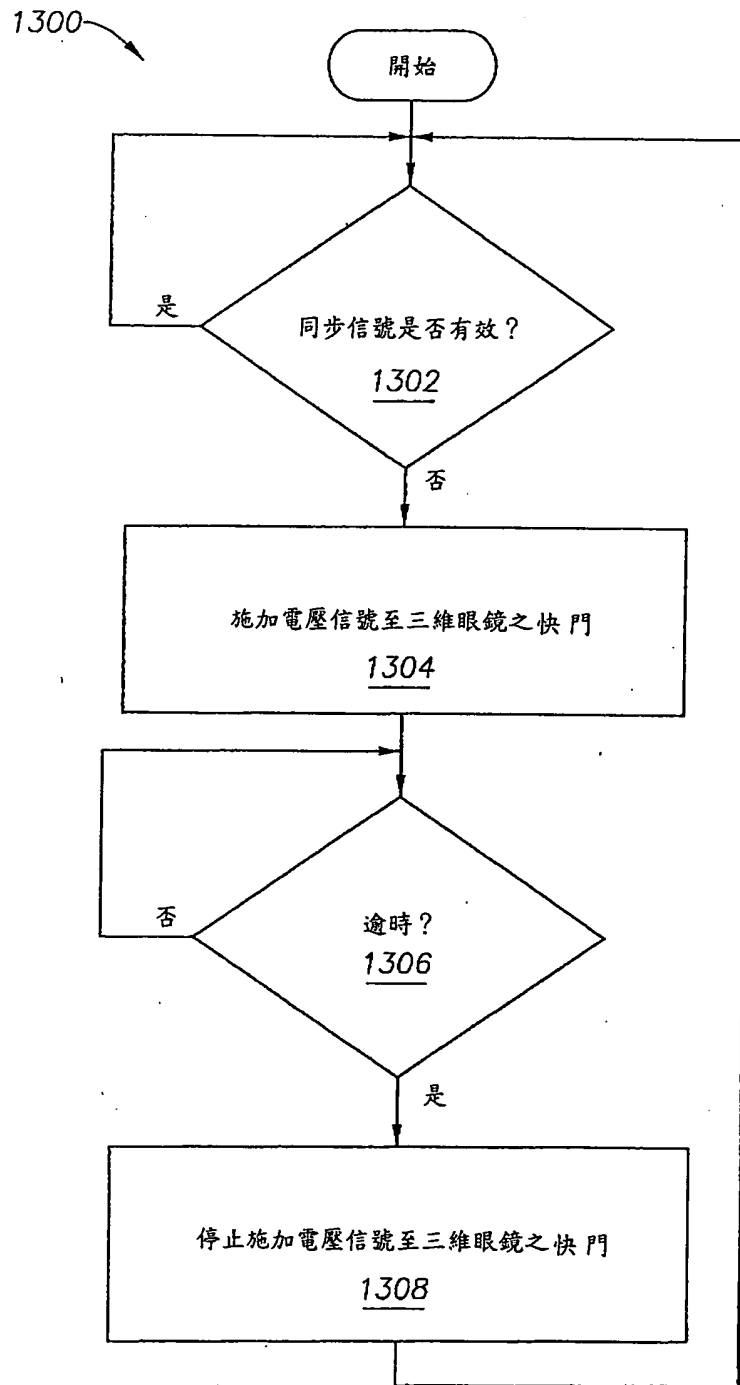 1300
開始
是
同步信號是否有效？
1302
否
施加電壓信號至三維眼鏡之快門
1304
否
逾時？
1306
是
停止施加電壓信號至三維眼鏡之快門
1308